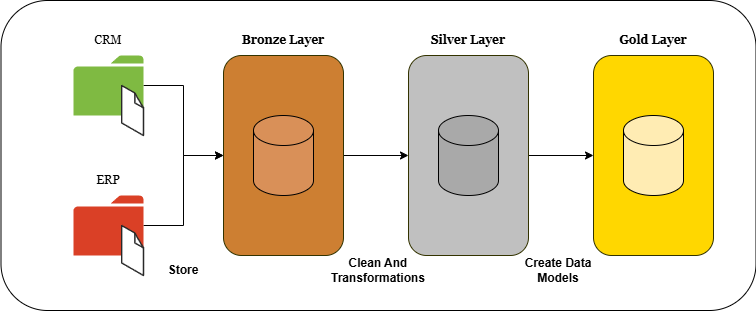 CRM
Bronze Layer
Silver Layer
Gold Layer
ERP
Store
Clean And
Transformations
Create Data
Models